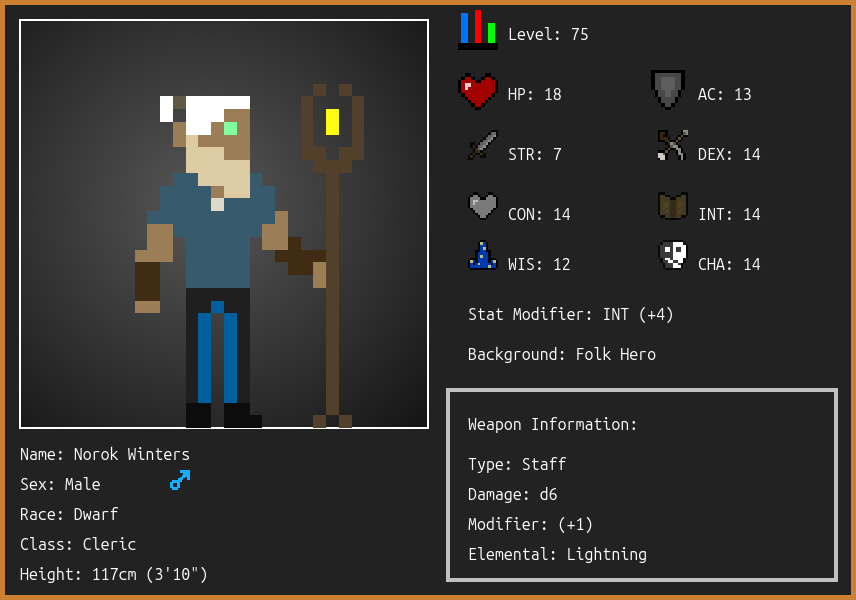 Level: 75
HP: 18
AC: 13
STR: 7
DEX: 14
CON: 14
INT: 14
WIS: 12
CHA: 14
Stat Modifier: INT (+4)
Background: Folk Hero
Name: Norok Winters
Sex: Male
Race: Dwarf
Class: Cleric
Height: 117cm (3'10")
Weapon Information:
Type: Staff
Damage: d6
Modifier: (+1)
Elemental: Lightning